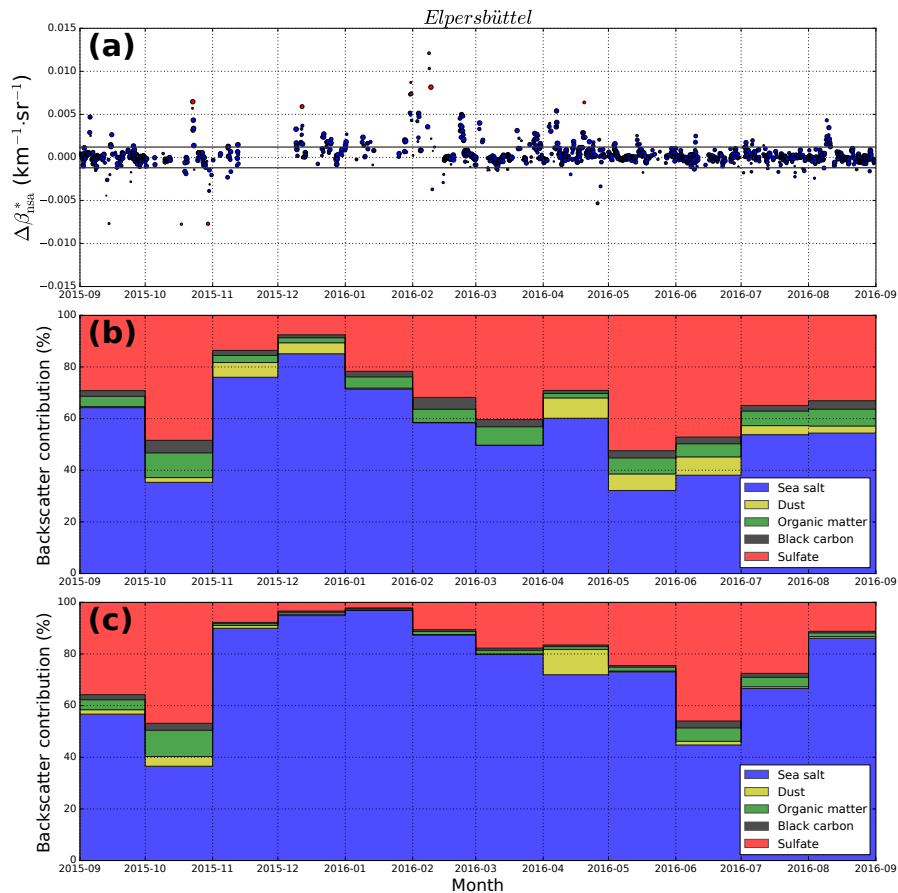 Elpersbüttel
(a)
Δβ*nsa (km⁻¹·sr⁻¹)
0.015
0.010
0.005
0.000
−0.005
−0.010
−0.015
2015-09 2015-10 2015-11 2015-12 2016-01 2016-02 2016-03 2016-04 2016-05 2016-06 2016-07 2016-08 2016-09
(b)
Backscatter contribution (%)
100
80
60
40
20
0
Sea salt
Dust
Organic matter
Black carbon
Sulfate
2015-09 2015-10 2015-11 2015-12 2016-01 2016-02 2016-03 2016-04 2016-05 2016-06 2016-07 2016-08 2016-09
(c)
Backscatter contribution (%)
100
80
60
40
20
0
Sea salt
Dust
Organic matter
Black carbon
Sulfate
2015-09 2015-10 2015-11 2015-12 2016-01 2016-02 2016-03 2016-04 2016-05 2016-06 2016-07 2016-08 2016-09
Month